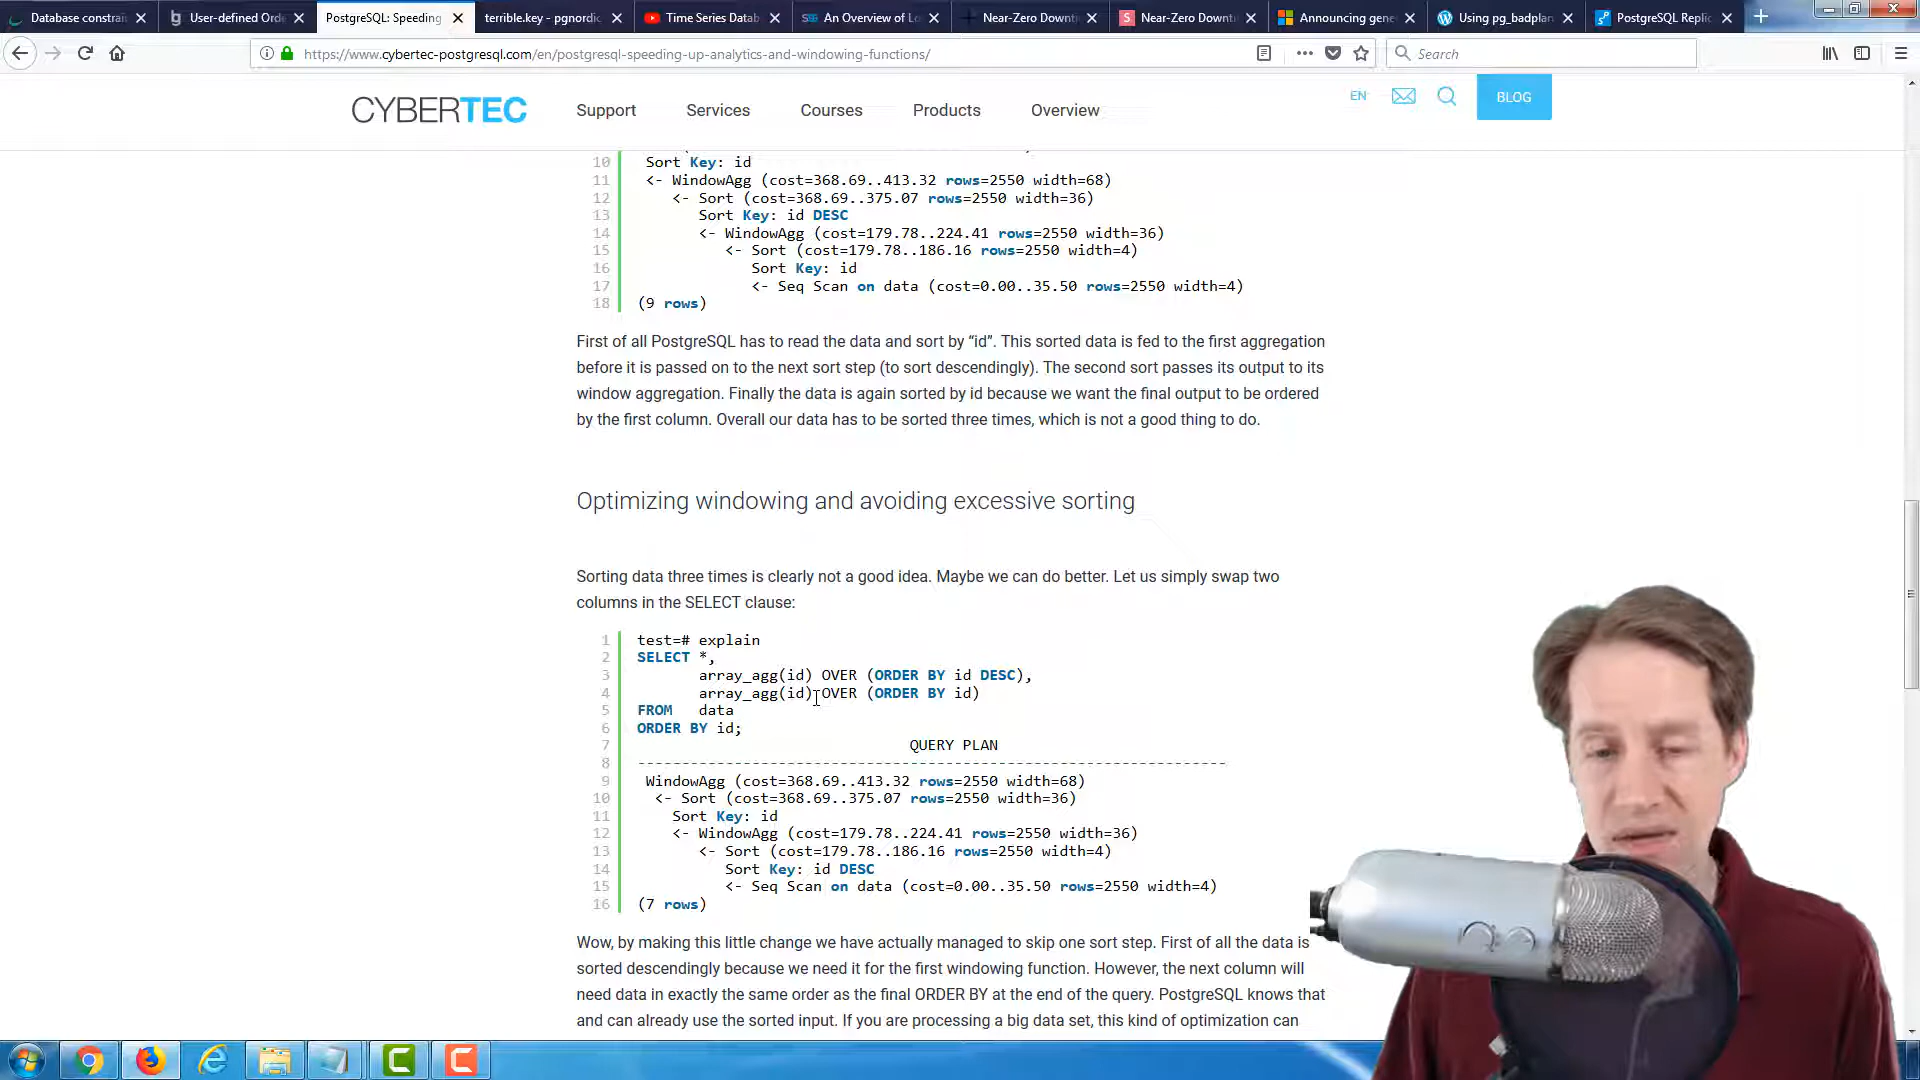 Database constrai
User-defined Orde
PostgreSQL: Speeding
terrible.key - pgnordic
Time Series Datab
An Overview of Lo
Near-Zero Downti
Near-Zero Downti
Announcing gene
Using pg_badplan
PostgreSQL Replic
https://www.cybertec-postgresql.com/en/postgresql-speeding-up-analytics-and-windowing-functions/
Search
CYBERTEC
Support
Services
Courses
Products
Overview
EN
BLOG
10 Sort Key: id
11 <- WindowAgg (cost=368.69..413.32 rows=2550 width=68)
12 <- Sort (cost=368.69..375.07 rows=2550 width=36)
13 Sort Key: id DESC
14 <- WindowAgg (cost=179.78..224.41 rows=2550 width=36)
15 <- Sort (cost=179.78..186.16 rows=2550 width=4)
16 Sort Key: id
17 <- Seq Scan on data (cost=0.00..35.50 rows=2550 width=4)
18 (9 rows)
First of all PostgreSQL has to read the data and sort by “id”. This sorted data is fed to the first aggregation
before it is passed on to the next sort step (to sort descendingly). The second sort passes its output to its
window aggregation. Finally the data is again sorted by id because we want the final output to be ordered
by the first column. Overall our data has to be sorted three times, which is not a good thing to do.
Optimizing windowing and avoiding excessive sorting
Sorting data three times is clearly not a good idea. Maybe we can do better. Let us simply swap two
columns in the SELECT clause:
1 test=# explain
2 SELECT *,
3 array_agg(id) OVER (ORDER BY id DESC),
4 array_agg(id) OVER (ORDER BY id)
5 FROM data
6 ORDER BY id;
7 QUERY PLAN
8 -------------------------------------------------------------------
9 WindowAgg (cost=368.69..413.32 rows=2550 width=68)
10 <- Sort (cost=368.69..375.07 rows=2550 width=36)
11 Sort Key: id
12 <- WindowAgg (cost=179.78..224.41 rows=2550 width=36)
13 <- Sort (cost=179.78..186.16 rows=2550 width=4)
14 Sort Key: id DESC
15 <- Seq Scan on data (cost=0.00..35.50 rows=2550 width=4)
16 (7 rows)
Wow, by making this little change we have actually managed to skip one sort step. First of all the data is
sorted descendingly because we need it for the first windowing function. However, the next column will
need data in exactly the same order as the final ORDER BY at the end of the query. PostgreSQL knows that
and can already use the sorted input. If you are processing a big data set, this kind of optimization can